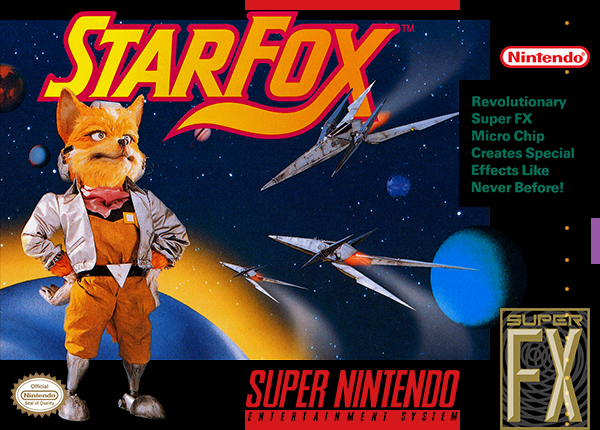 STARFOX™
Nintendo®
Revolutionary
Super FX
Micro Chip
Creates Special
Effects Like
Never Before!
SUPER
FX
Official
Nintendo
Seal of Quality
SUPER NINTENDO
ENTERTAINMENT SYSTEM